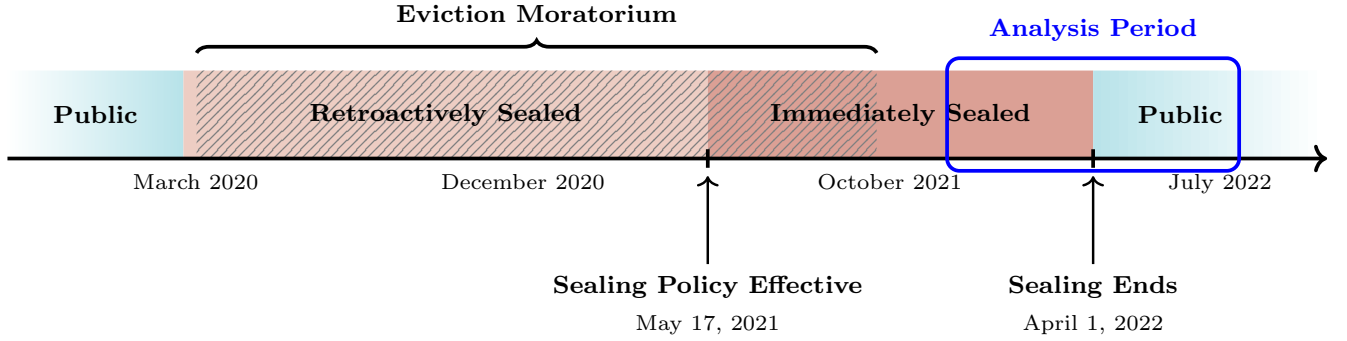 Eviction Moratorium
Analysis Period
Public
Retroactively Sealed
Immediately Sealed
Public
March 2020
December 2020
October 2021
July 2022
Sealing Policy Effective
May 17, 2021
Sealing Ends
April 1, 2022